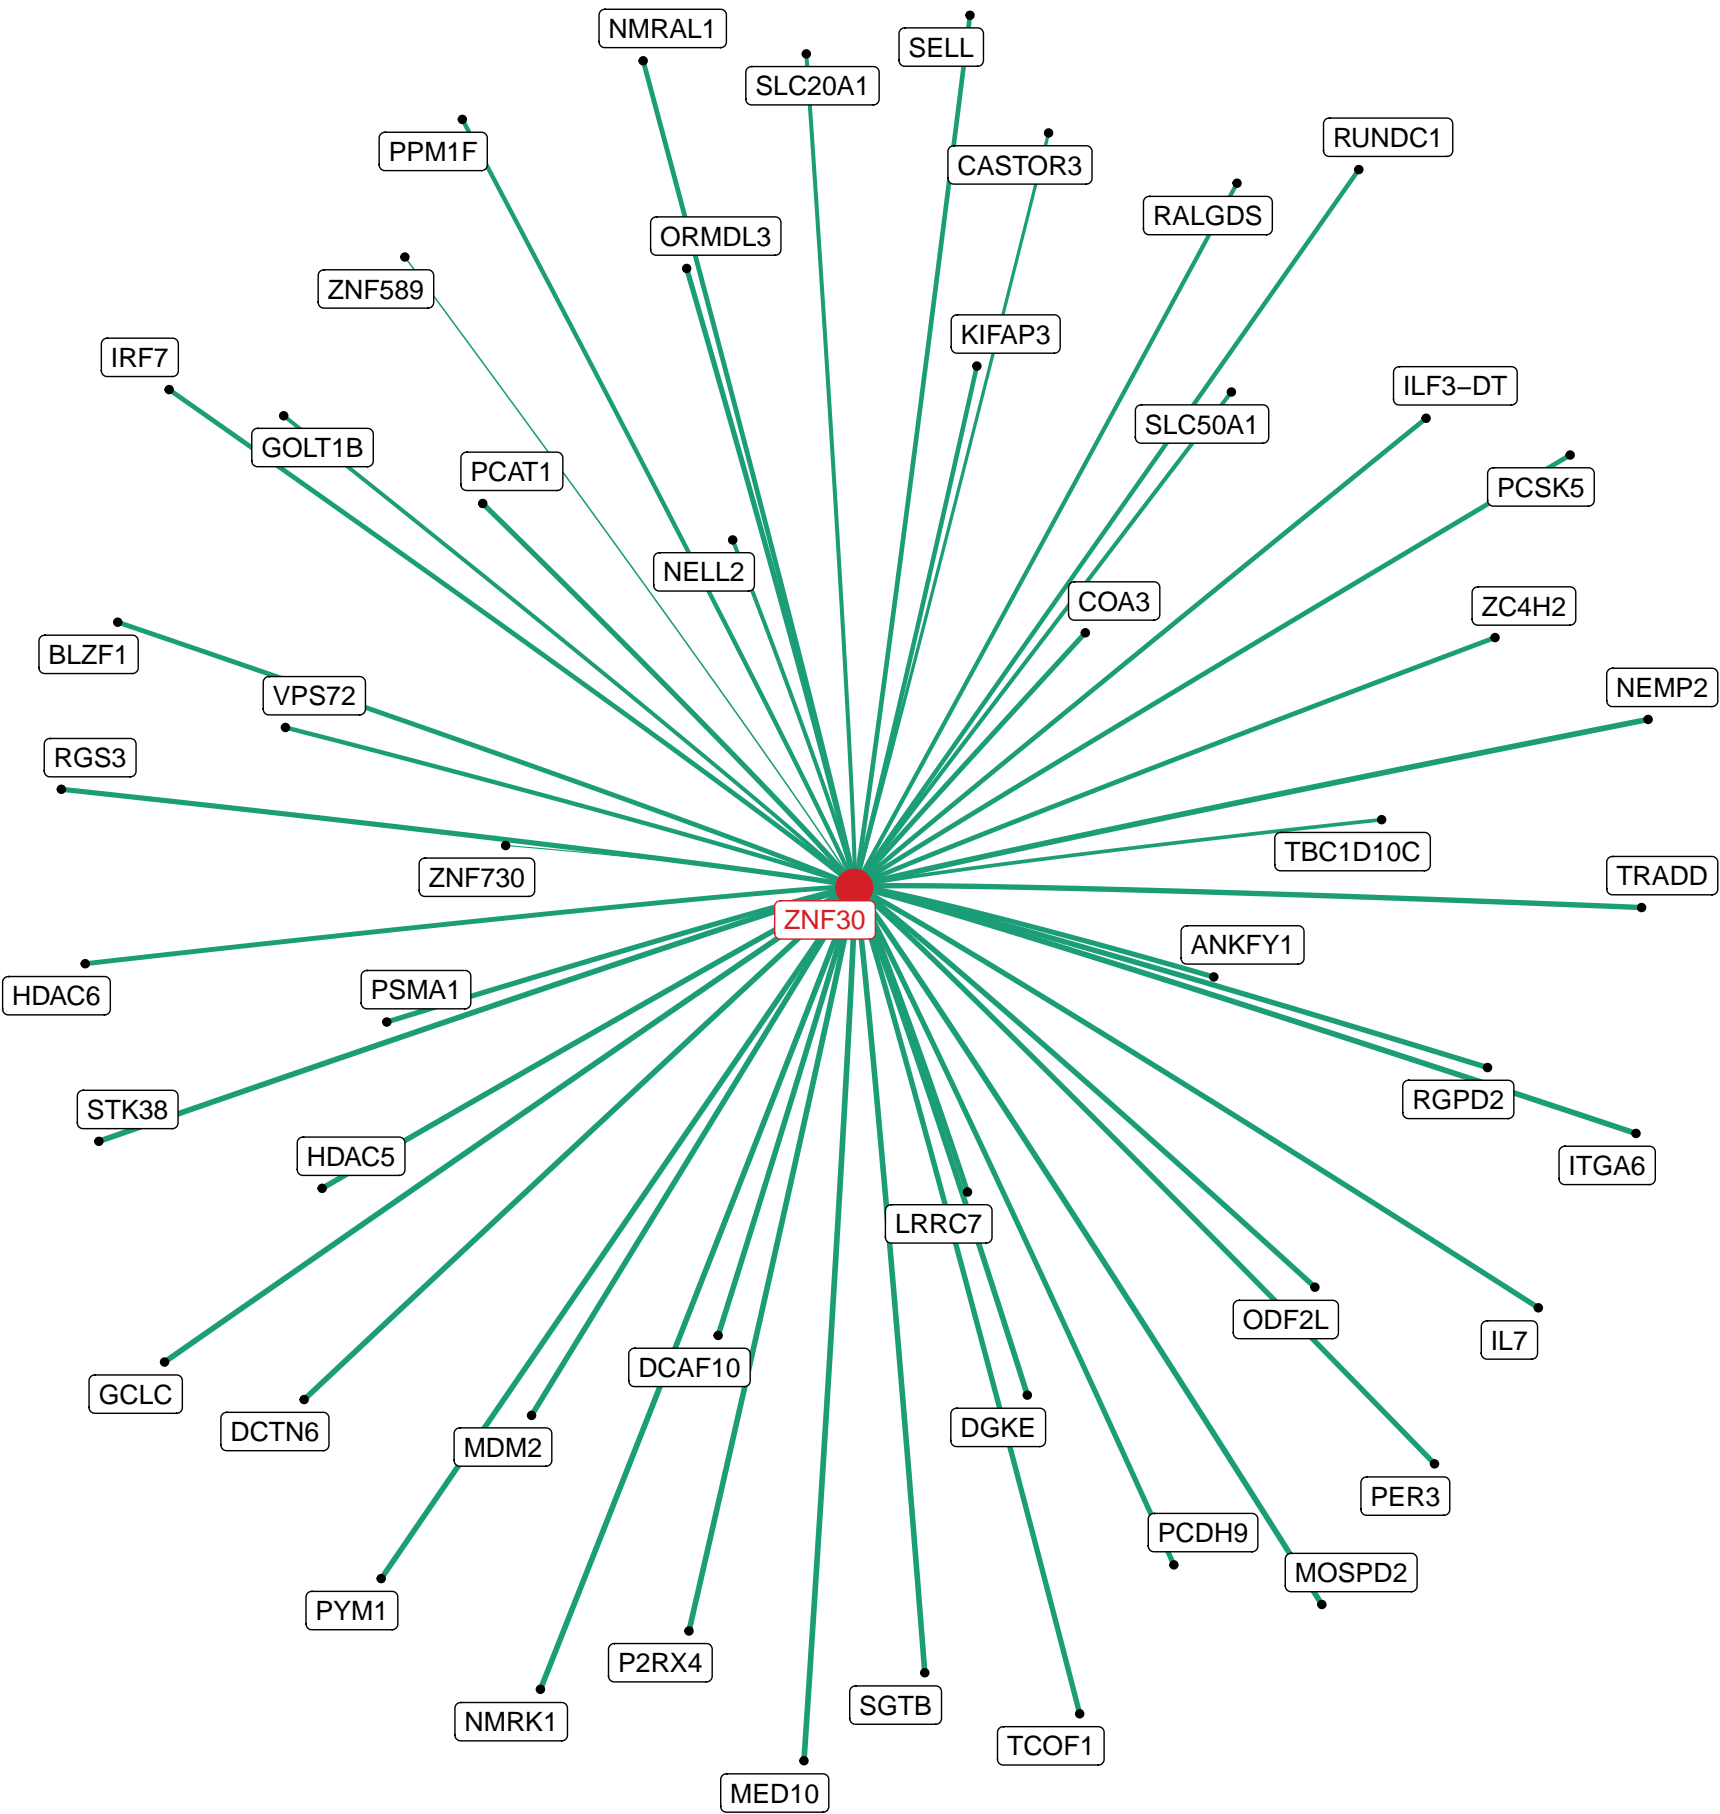 NMRAL1
SELL
SLC20A1
RUNDC1
PPM1F
CASTOR3
RALGDS
ORMDL3
ZNF589
KIFAP3
IRF7
ILF3−DT
SLC50A1
GOLT1B
PCAT1
PCSK5
NELL2
COA3
ZC4H2
BLZF1
NEMP2
VPS72
RGS3
TBC1D10C
TRADD
ZNF730
ZNF30
ANKFY1
PSMA1
HDAC6
RGPD2
STK38
HDAC5
ITGA6
LRRC7
ODF2L
IL7
DCAF10
GCLC
DGKE
DCTN6
MDM2
PER3
PCDH9
MOSPD2
PYM1
P2RX4
SGTB
NMRK1
TCOF1
MED10